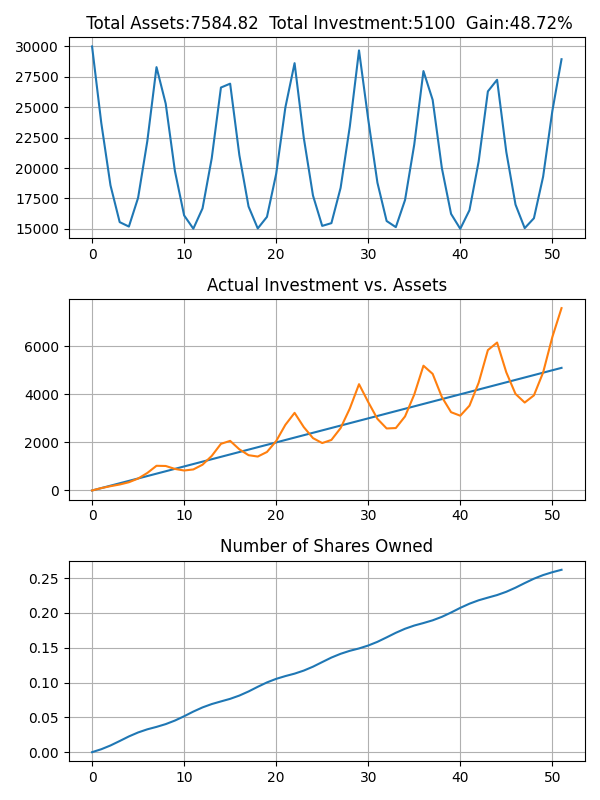 Total Assets:7584.82  Total Investment:5100  Gain:48.72%
30000
27500
25000
22500
20000
17500
15000
0 10 20 30 40 50
Actual Investment vs. Assets
6000
4000
2000
0
0 10 20 30 40 50
Number of Shares Owned
0.25
0.20
0.15
0.10
0.05
0.00
0 10 20 30 40 50